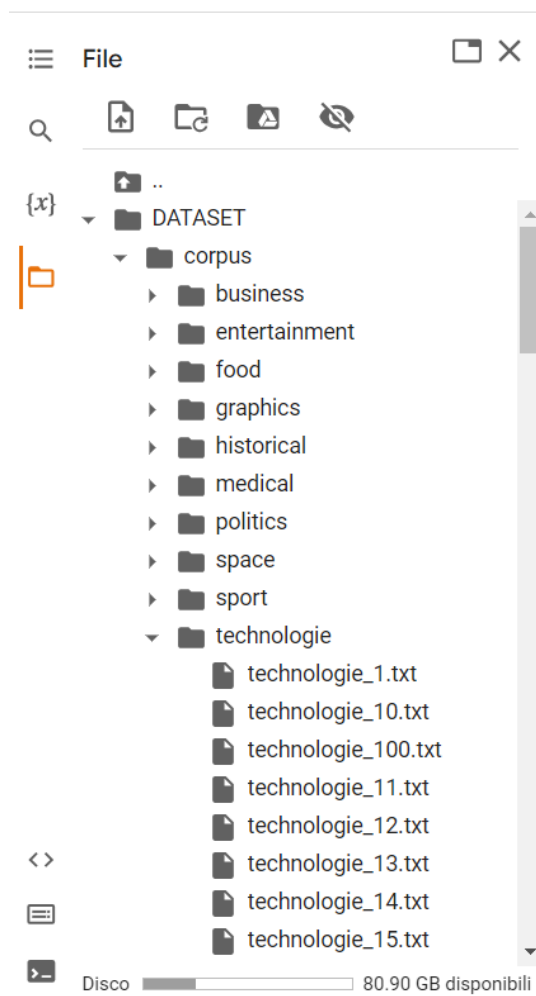 File
{x}
..
DATASET
corpus
business
entertainment
food
graphics
historical
medical
politics
space
sport
technologie
technologie_1.txt
technologie_10.txt
technologie_100.txt
technologie_11.txt
technologie_12.txt
technologie_13.txt
technologie_14.txt
technologie_15.txt
Disco 80.90 GB disponibili